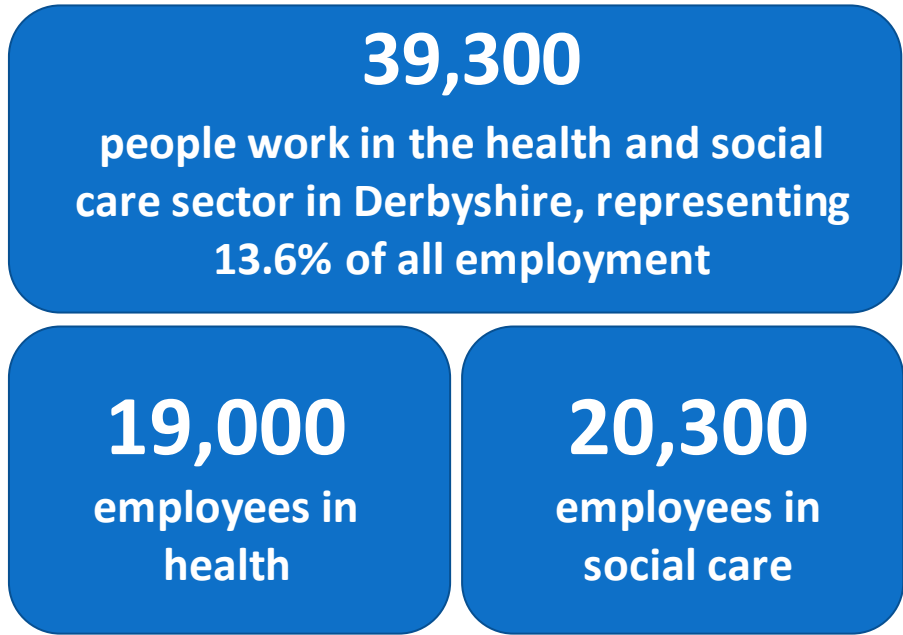 39,300
people work in the health and social
care sector in Derbyshire, representing
13.6% of all employment
19,000
employees in
health
20,300
employees in
social care